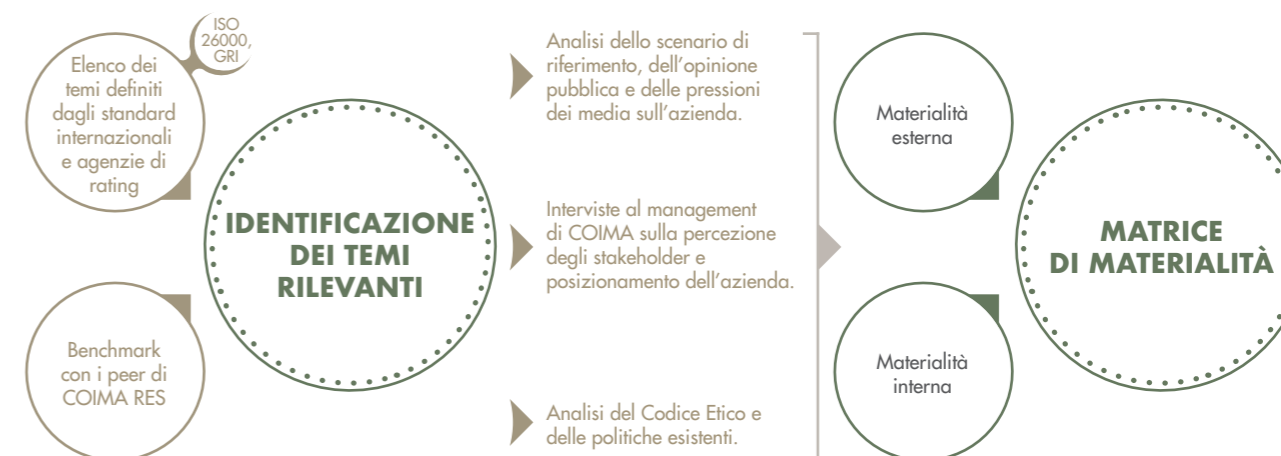 ISO
26000,
GRI
Elenco dei
temi definiti
dagli standard
internazionali
e agenzie di
rating
Benchmark
con i peer di
COIMA RES
IDENTIFICAZIONE
DEI TEMI
RILEVANTI
Analisi dello scenario di
riferimento, dell’opinione
pubblica e delle pressioni
dei media sull’azienda.
Interviste al management
di COIMA sulla percezione
degli stakeholder e
posizionamento dell’azienda.
Analisi del Codice Etico e
delle politiche esistenti.
Materialità
esterna
Materialità
interna
MATRICE
DI MATERIALITÀ